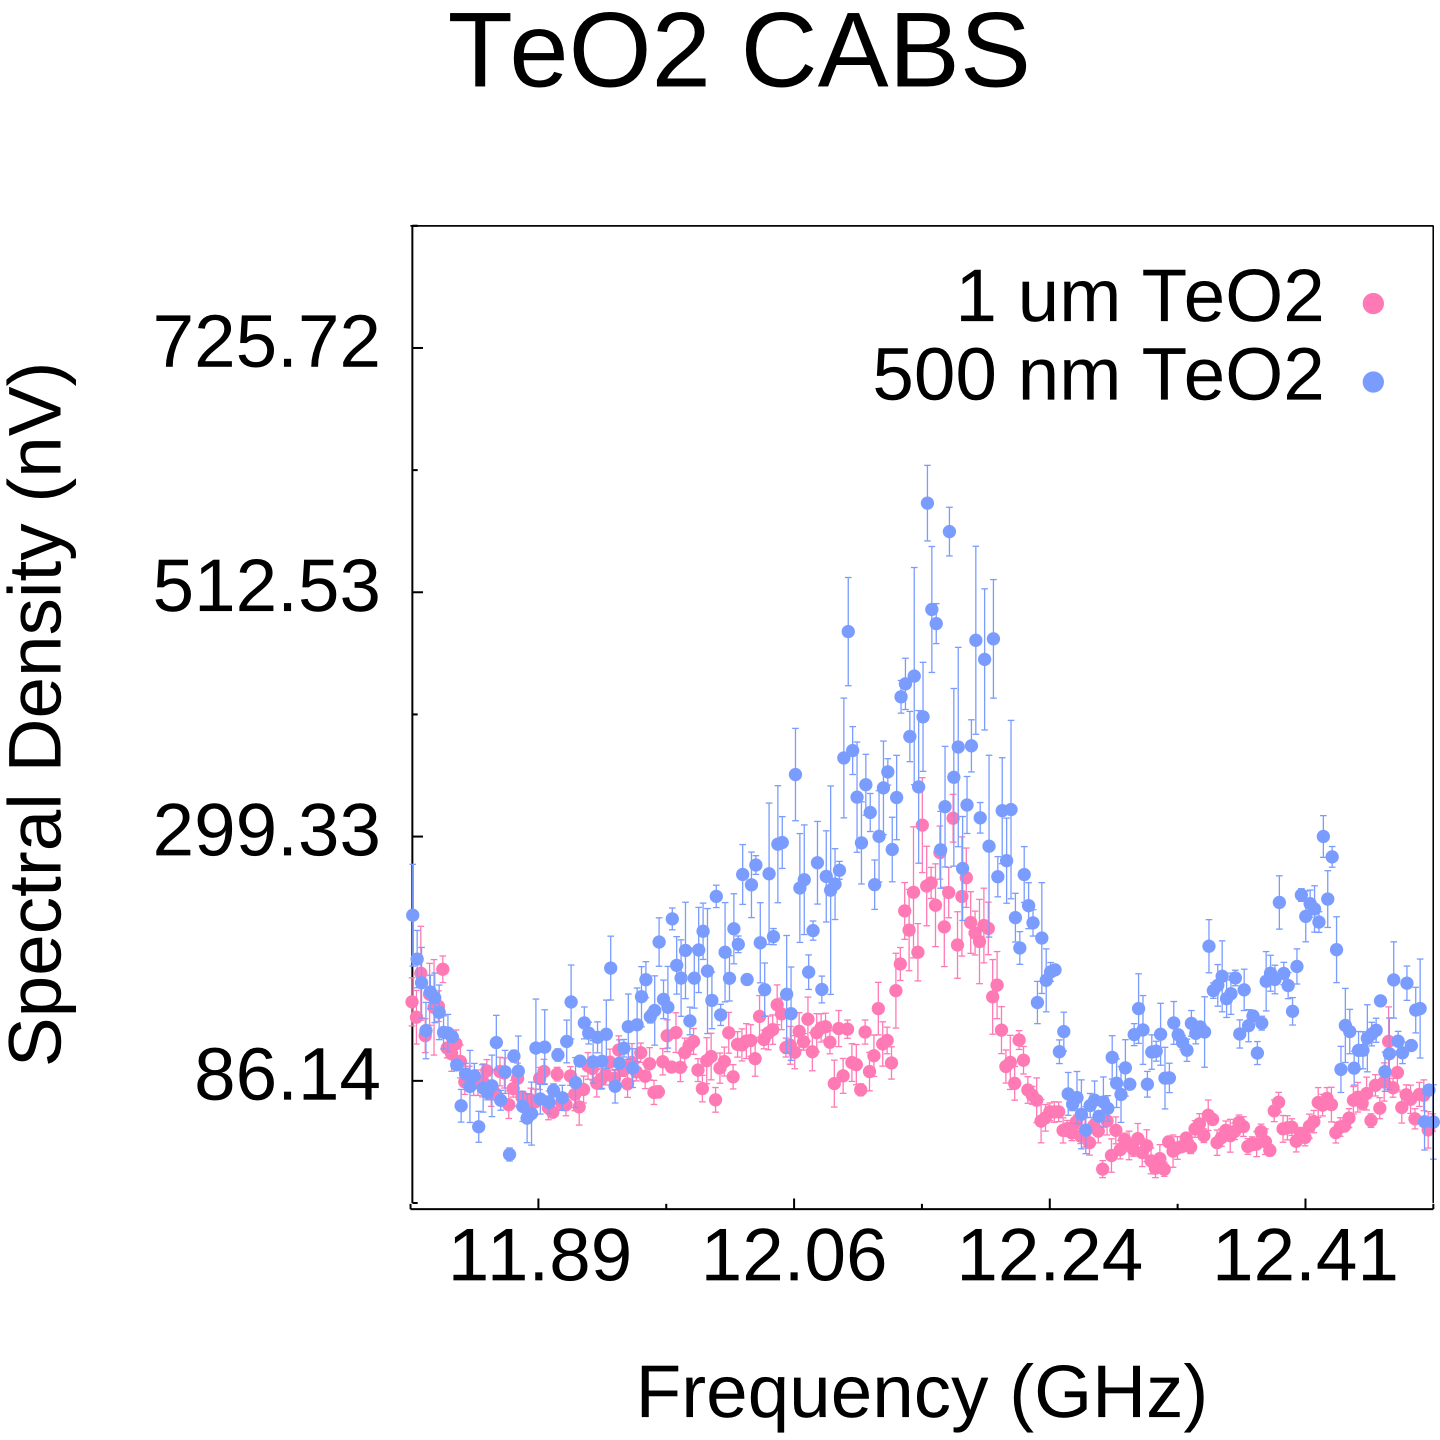 TeO2 CABS
1 um TeO2
500 nm TeO2
725.72
512.53
299.33
86.14
Spectral Density (nV)
11.89 12.06 12.24 12.41
Frequency (GHz)